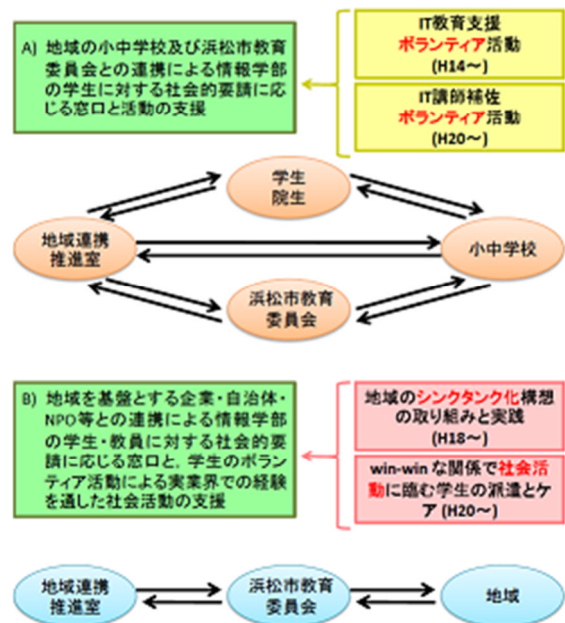 A) 地域の小中学校及び浜松市教育
委員会との連携による情報学部
の学生に対する社会的要請に応
じる窓口と活動の支援
IT教育支援
ボランティア活動
(H14～)
IT講師補佐
ボランティア活動
(H20～)
学生
院生
地域連携
推進室
小中学校
浜松市教育
委員会
B) 地域を基盤とする企業・自治体・
NPO等との連携による情報学部
の学生・教員に対する社会的要
請に応じる窓口と，学生のボラン
ティア活動による実業界での経験
を通した社会活動の支援
地域のシンクタンク化構想
の取り組みと実践
(H18～)
win-win な関係で社会活
動に臨む学生の派遣とケ
ア (H20～)
地域連携
推進室
浜松市教育
委員会
地域